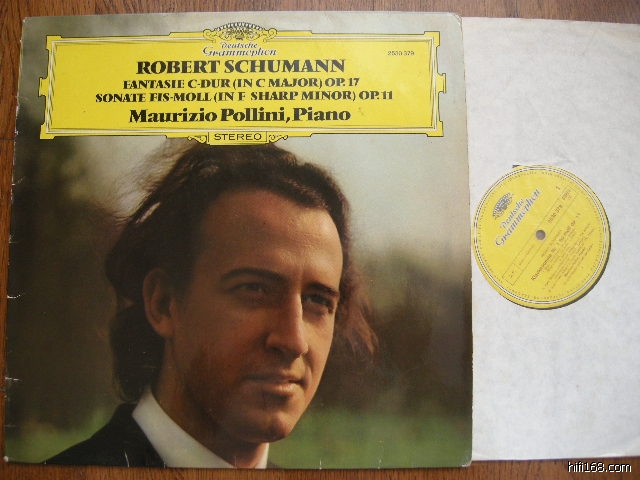 Deutsche
Grammophon
2530 379
ROBERT SCHUMANN
FANTASIE C-DUR (IN C MAJOR) OP. 17
SONATE FIS-MOLL (IN F SHARP MINOR) OP. 11
Maurizio Pollini, Piano
STEREO
Deutsche
Grammophon
1
hifi168.com